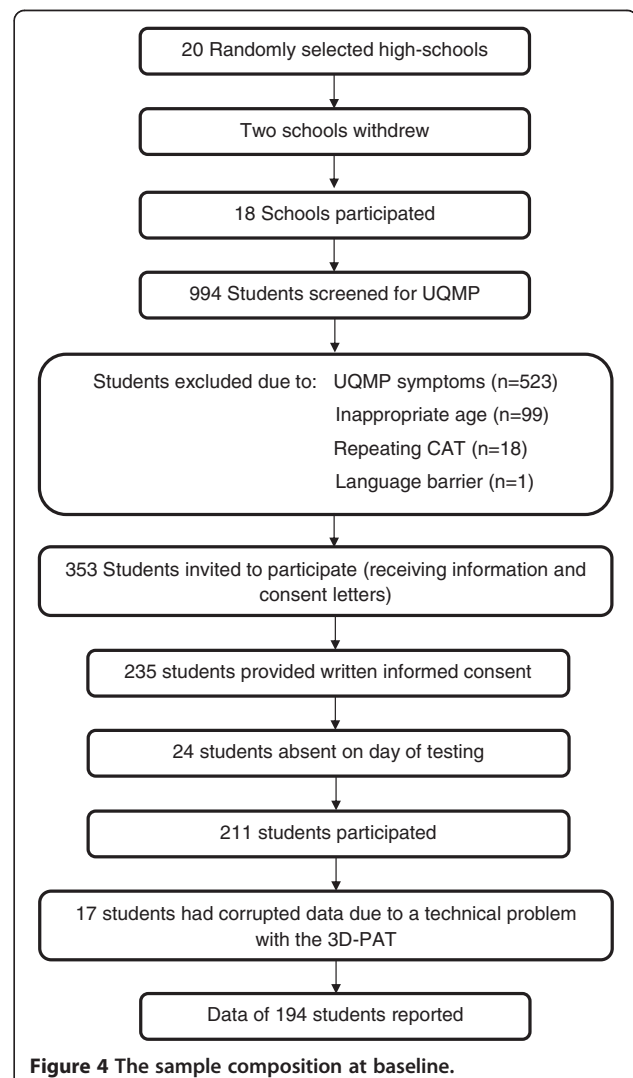 20 Randomly selected high-schools
Two schools withdrew
18 Schools participated
994 Students screened for UQMP
Students excluded due to: UQMP symptoms (n=523)
Inappropriate age (n=99)
Repeating CAT (n=18)
Language barrier (n=1)
353 Students invited to participate (receiving information and
consent letters)
235 students provided written informed consent
24 students absent on day of testing
211 students participated
17 students had corrupted data due to a technical problem
with the 3D-PAT
Data of 194 students reported
Figure 4 The sample composition at baseline.